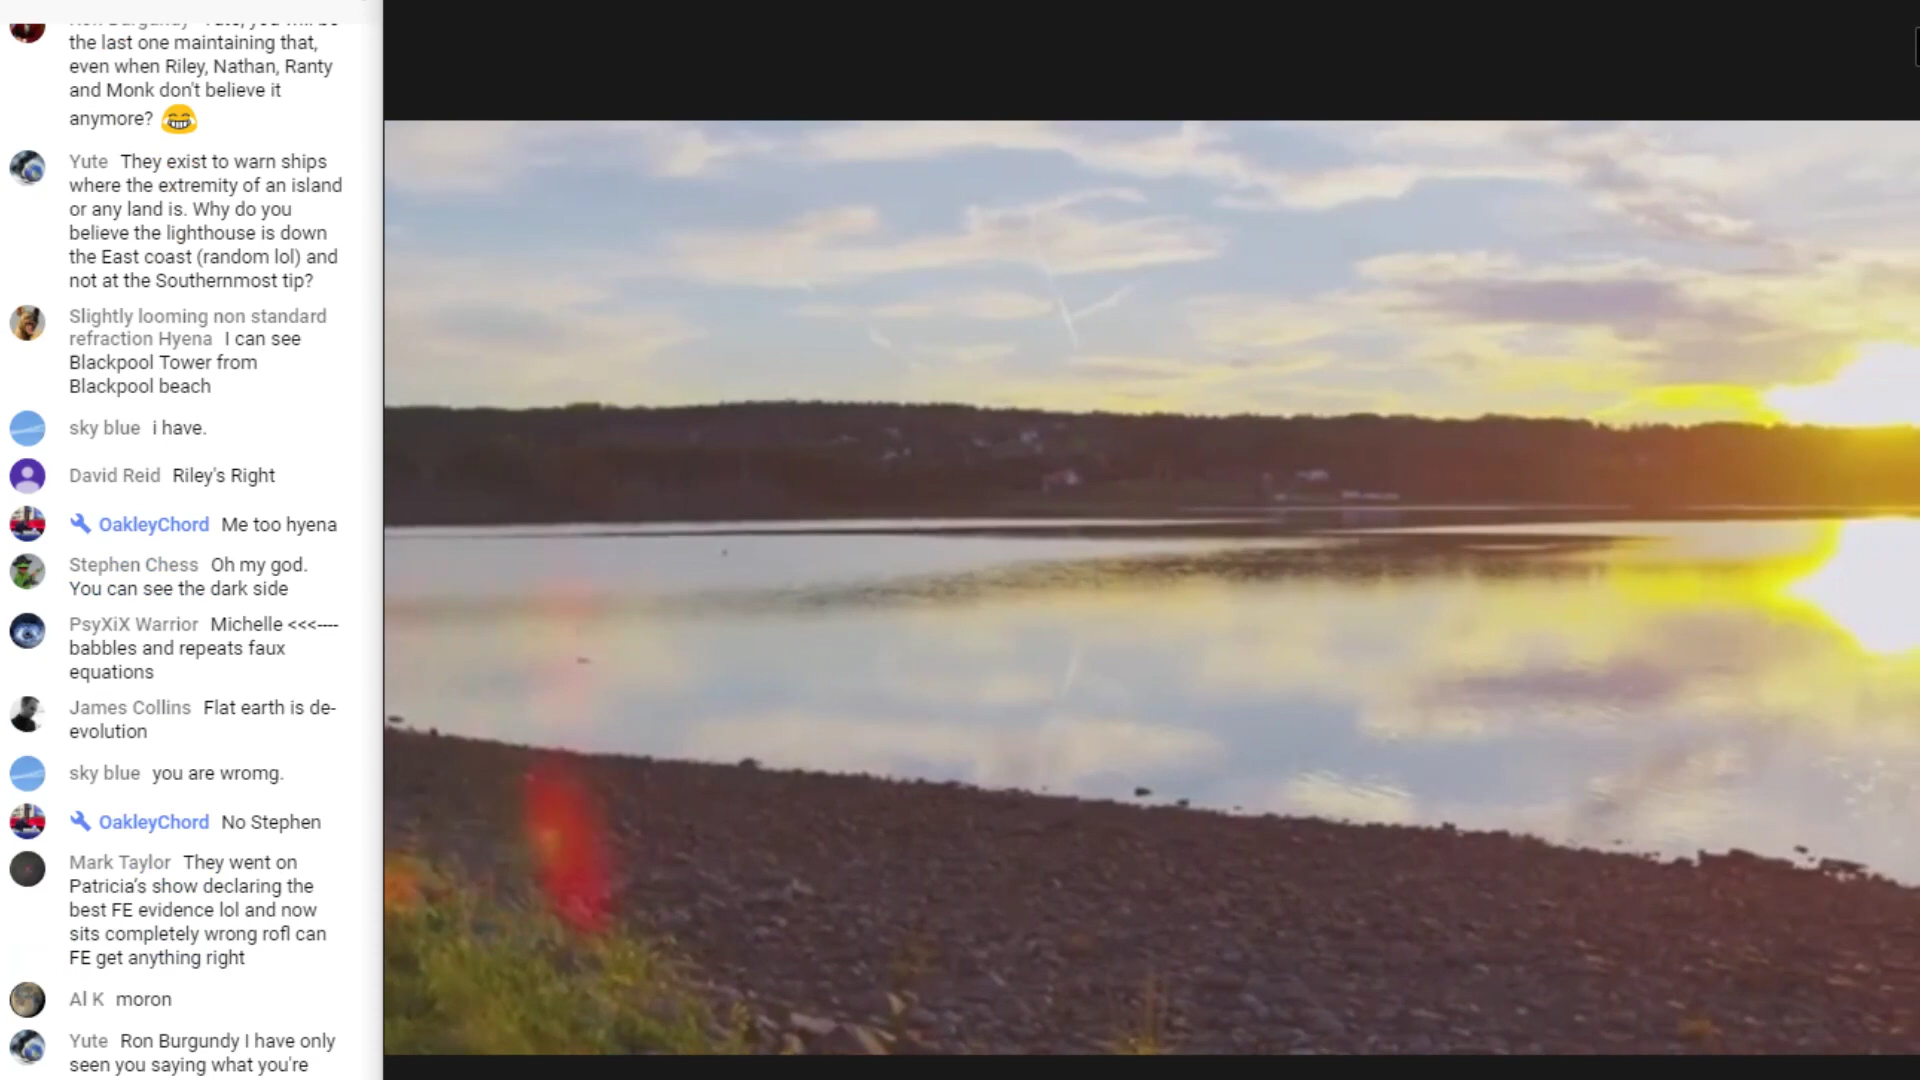 Ron Burgundy Yute, you will be
the last one maintaining that,
even when Riley, Nathan, Ranty
and Monk don't believe it
anymore?
Yute They exist to warn ships
where the extremity of an island
or any land is. Why do you
believe the lighthouse is down
the East coast (random lol) and
not at the Southernmost tip?
Slightly looming non standard
refraction Hyena I can see
Blackpool Tower from
Blackpool beach
sky blue i have.
David Reid Riley's Right
OakleyChord Me too hyena
Stephen Chess Oh my god.
You can see the dark side
PsyXiX Warrior Michelle <<<----
babbles and repeats faux
equations
James Collins Flat earth is de-
evolution
sky blue you are wromg.
OakleyChord No Stephen
Mark Taylor They went on
Patricia's show declaring the
best FE evidence lol and now
sits completely wrong rofl can
FE get anything right
Al K moron
Yute Ron Burgundy I have only
seen you saying what you're